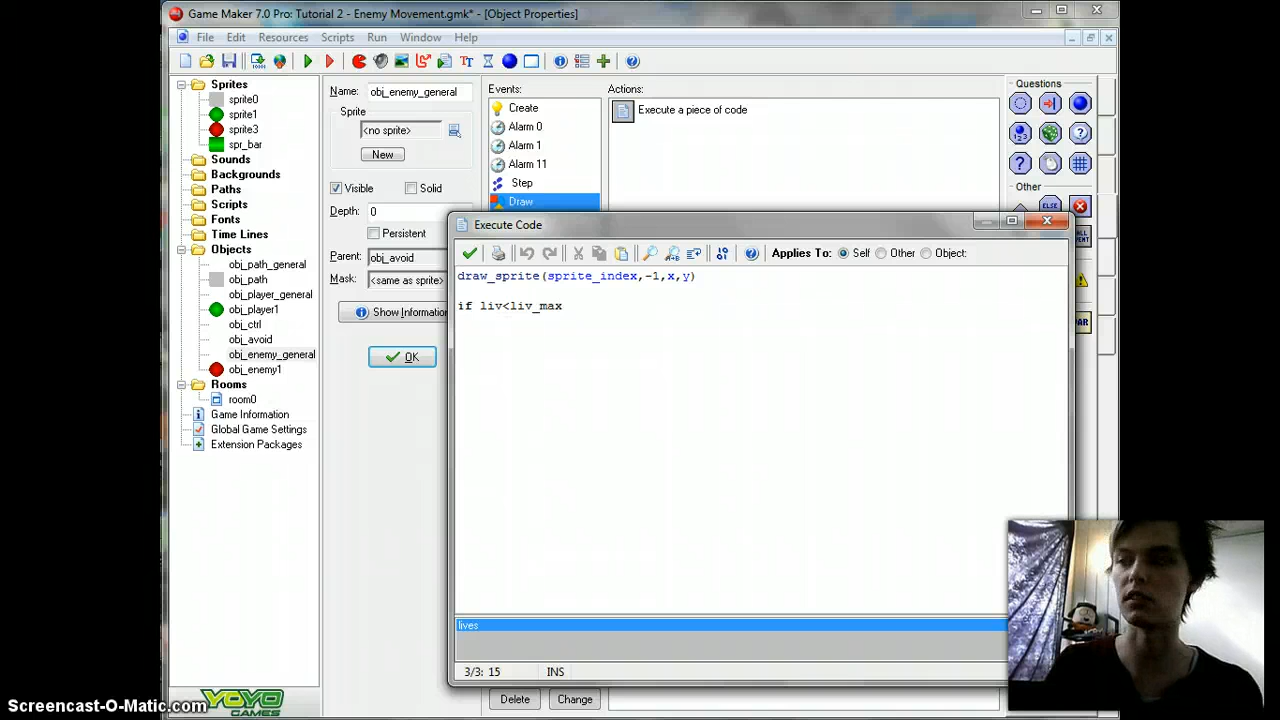 Game Maker 7.0 Pro: Tutorial 2 - Enemy Movement.gmk* - [Object Properties]
File Edit Resources Scripts Run Window Help
Sprites
sprite0
sprite1
sprite3
spr_bar
Sounds
Backgrounds
Paths
Scripts
Fonts
Time Lines
Objects
obj_path_general
obj_path
obj_player_general
obj_player1
obj_ctrl
obj_avoid
obj_enemy_general
obj_enemy1
Rooms
room0
Game Information
Global Game Settings
Extension Packages
Name: obj_enemy_general
Sprite
<no sprite>
New
Visible Solid
Depth: 0
Persistent
Parent: obj_avoid
Mask: <same as sprite>
Show Information
OK
Events:
Create
Alarm 0
Alarm 1
Alarm 11
Step
Draw
Actions:
Execute a piece of code
Questions
Other
ELSE
Execute Code
Applies To: Self Other Object:
draw_sprite(sprite_index,-1,x,y)
if liv<liv_max
lives
3/3: 15 INS
Delete Change
YOYO
GAMES
Screencast-O-Matic.com